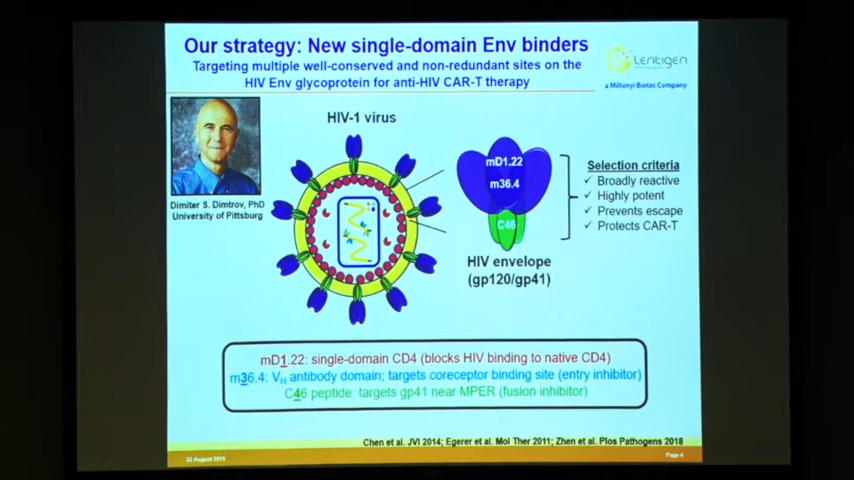 Our strategy: New single-domain Env binders
Targeting multiple well-conserved and non-redundant sites on the
HIV Env glycoprotein for anti-HIV CAR-T therapy
Lentigen
a Miltenyi Biotec Company
HIV-1 virus
Dimiter S. Dimtrov, PhD
University of Pittsburg
mD1.22
m36.4
C46
HIV envelope
(gp120/gp41)
Selection criteria
✓ Broadly reactive
✓ Highly potent
✓ Prevents escape
✓ Protects CAR-T
mD1.22: single-domain CD4 (blocks HIV binding to native CD4)
m36.4: VH antibody domain; targets coreceptor binding site (entry inhibitor)
C46 peptide: targets gp41 near MPER (fusion inhibitor)
Chen et al. JVI 2014; Egerer et al. Mol Ther 2011; Zhen et al. Plos Pathogens 2018
22 August 2019
Page 4